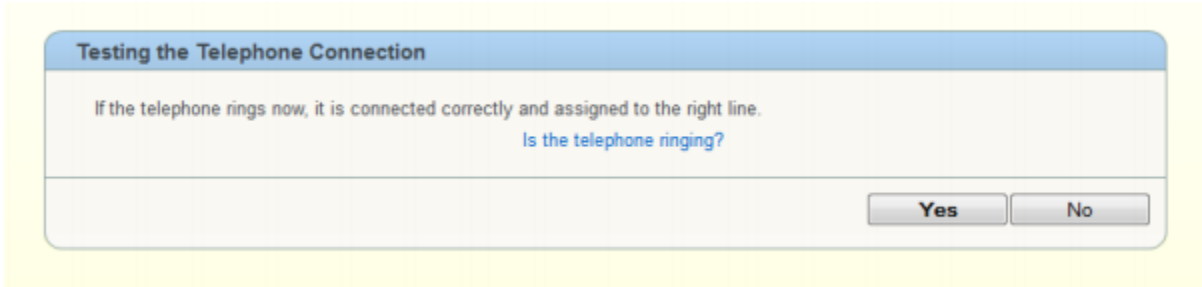 Testing the Telephone Connection
If the telephone rings now, it is connected correctly and assigned to the right line.
Is the telephone ringing?
Yes No